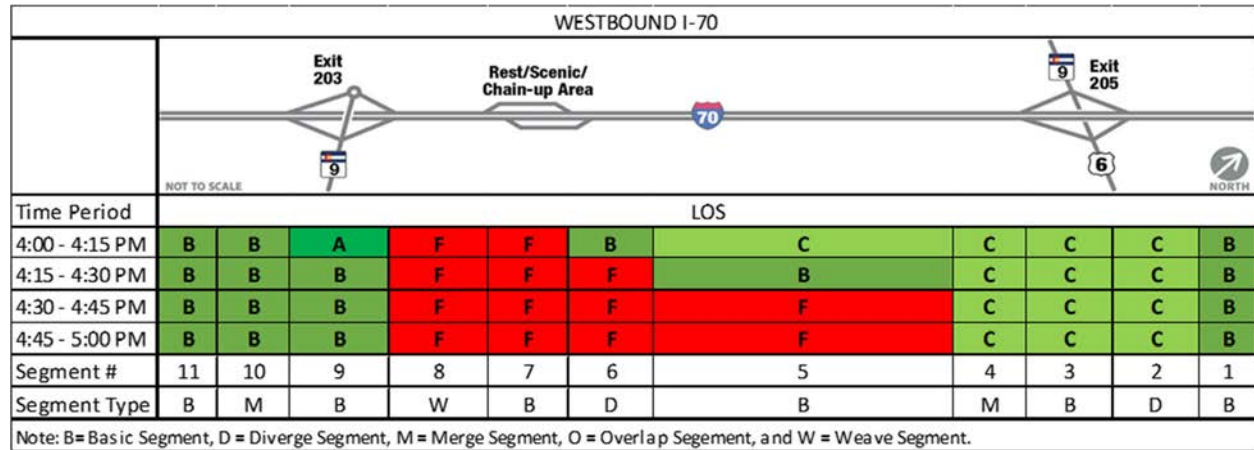 WESTBOUND I-70
Exit
203
Rest/Scenic/
Chain-up Area
9
Exit
205
70
9
6
NOT TO SCALE
NORTH
Time Period LOS
4:00 - 4:15 PM B B A F F B C C C C B
4:15 - 4:30 PM B B B F F F B C C C B
4:30 - 4:45 PM B B B F F F F C C C B
4:45 - 5:00 PM B B B F F F F C C C B
Segment # 11 10 9 8 7 6 5 4 3 2 1
Segment Type B M B W B D B M B D B
Note: B= Basic Segment, D = Diverge Segment, M = Merge Segment, O = Overlap Segement, and W = Weave Segment.